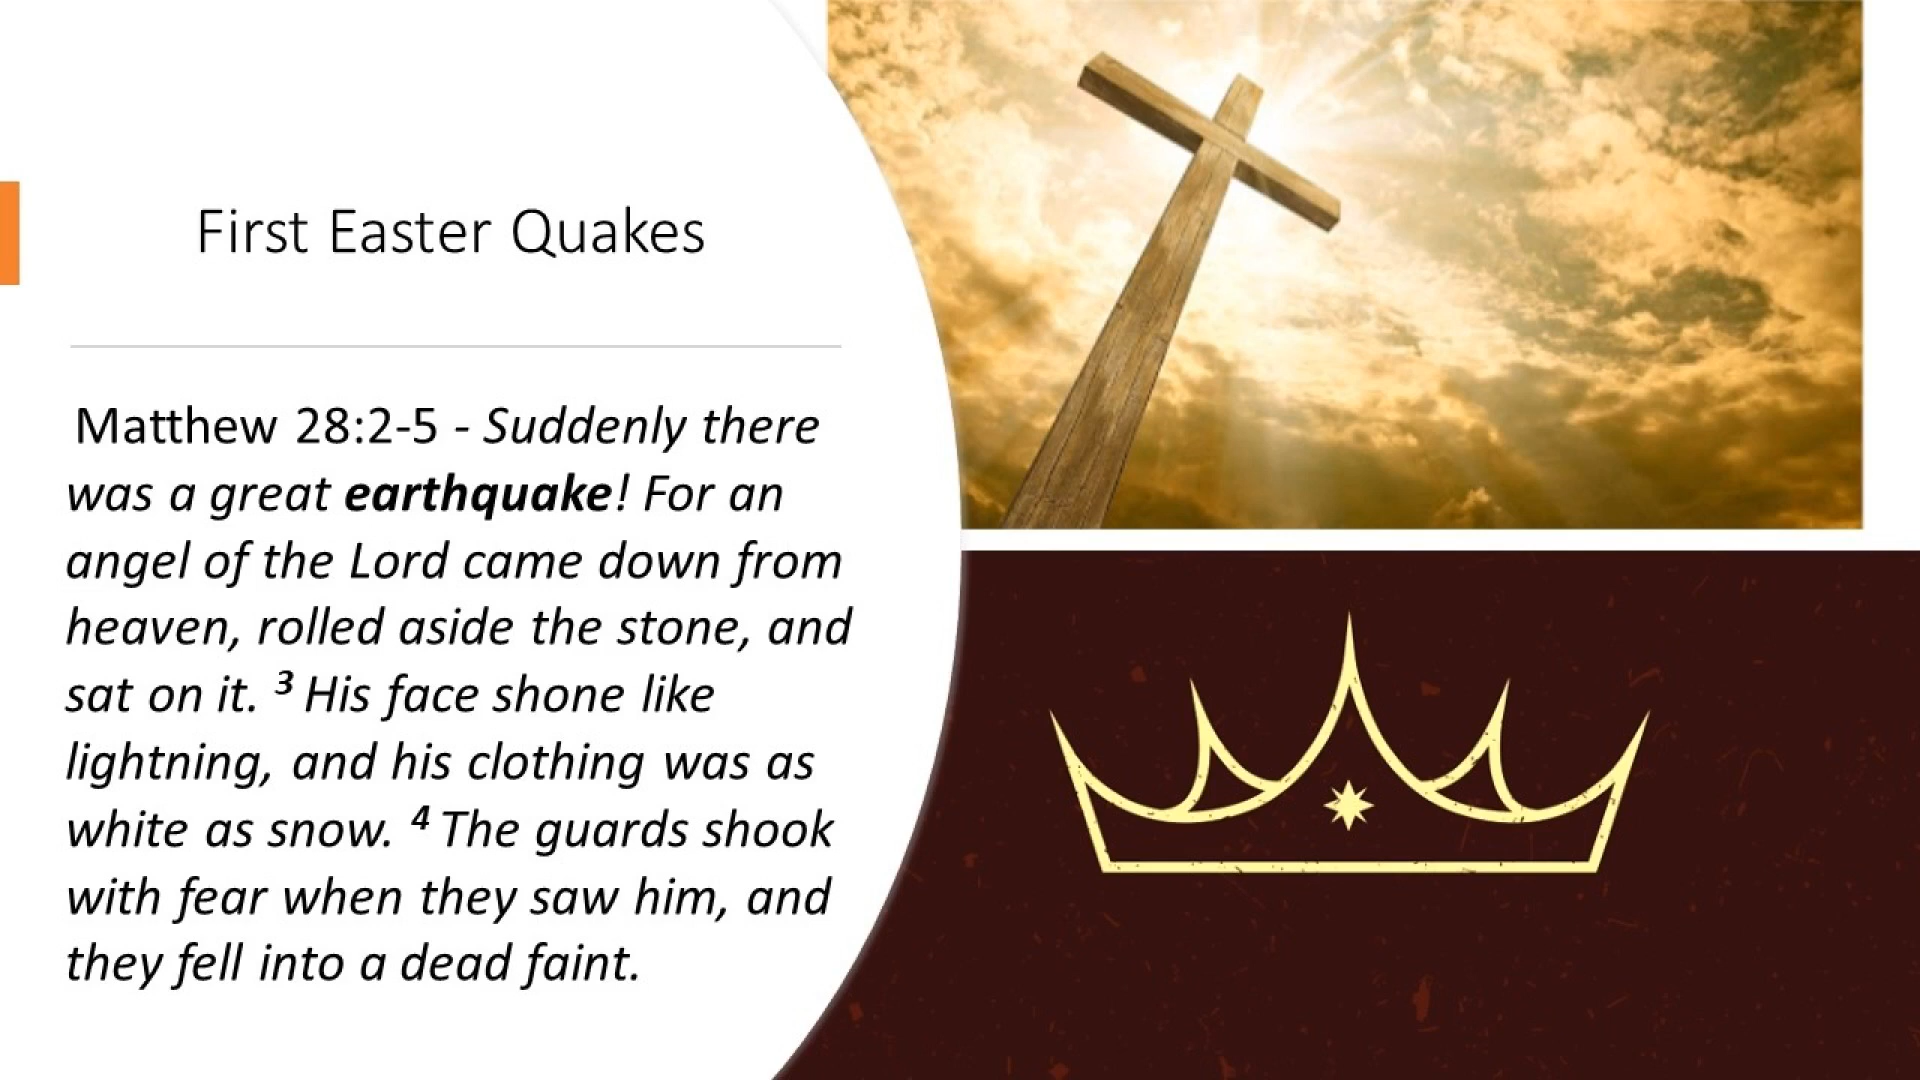 First Easter Quakes
Matthew 28:2-5 - Suddenly there
was a great earthquake! For an
angel of the Lord came down from
heaven, rolled aside the stone, and
sat on it. ³ His face shone like
lightning, and his clothing was as
white as snow. ⁴ The guards shook
with fear when they saw him, and
they fell into a dead faint.